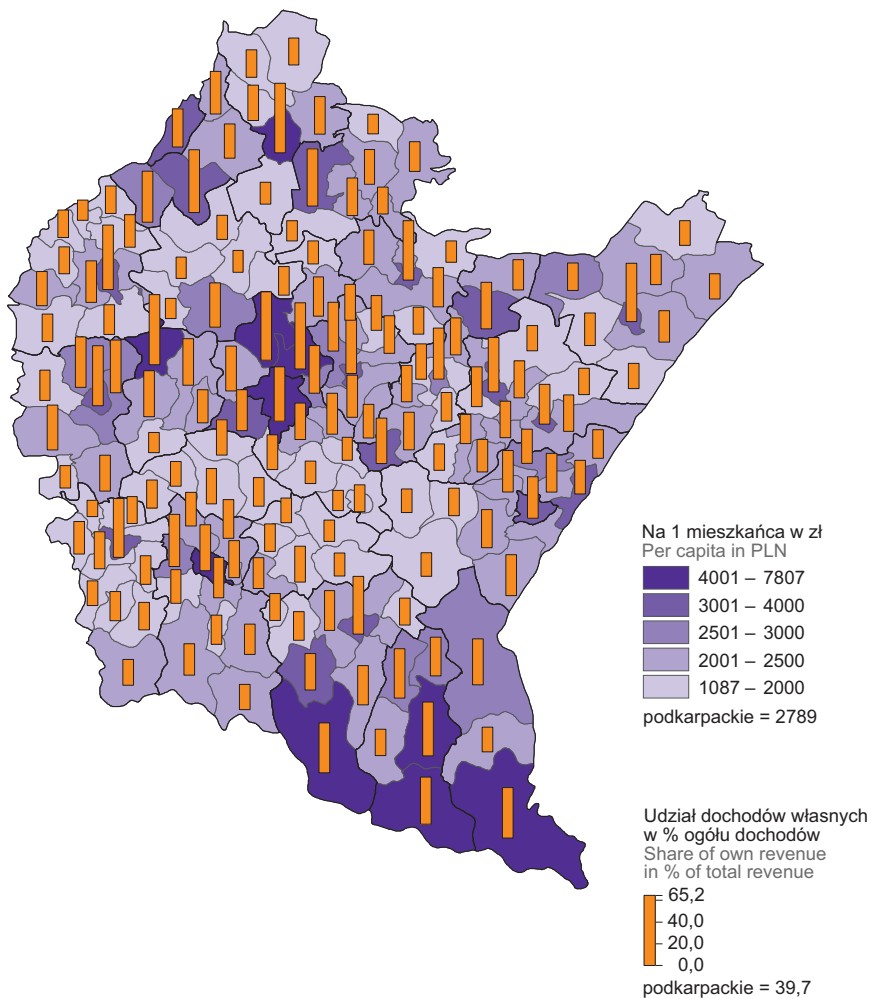 Na 1 mieszkańca w zł
Per capita in PLN
4001 – 7807
3001 – 4000
2501 – 3000
2001 – 2500
1087 – 2000
podkarpackie = 2789
Udział dochodów własnych
w % ogółu dochodów
Share of own revenue
in % of total revenue
65,2
40,0
20,0
0,0
podkarpackie = 39,7